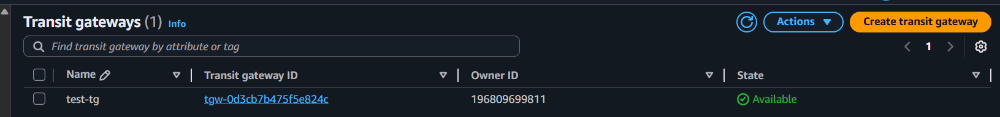 Transit gateways (1) Info
Actions
Create transit gateway
Find transit gateway by attribute or tag
1
Name Transit gateway ID Owner ID State
test-tg tgw-0d3cb7b475f5e824c 196809699811 Available